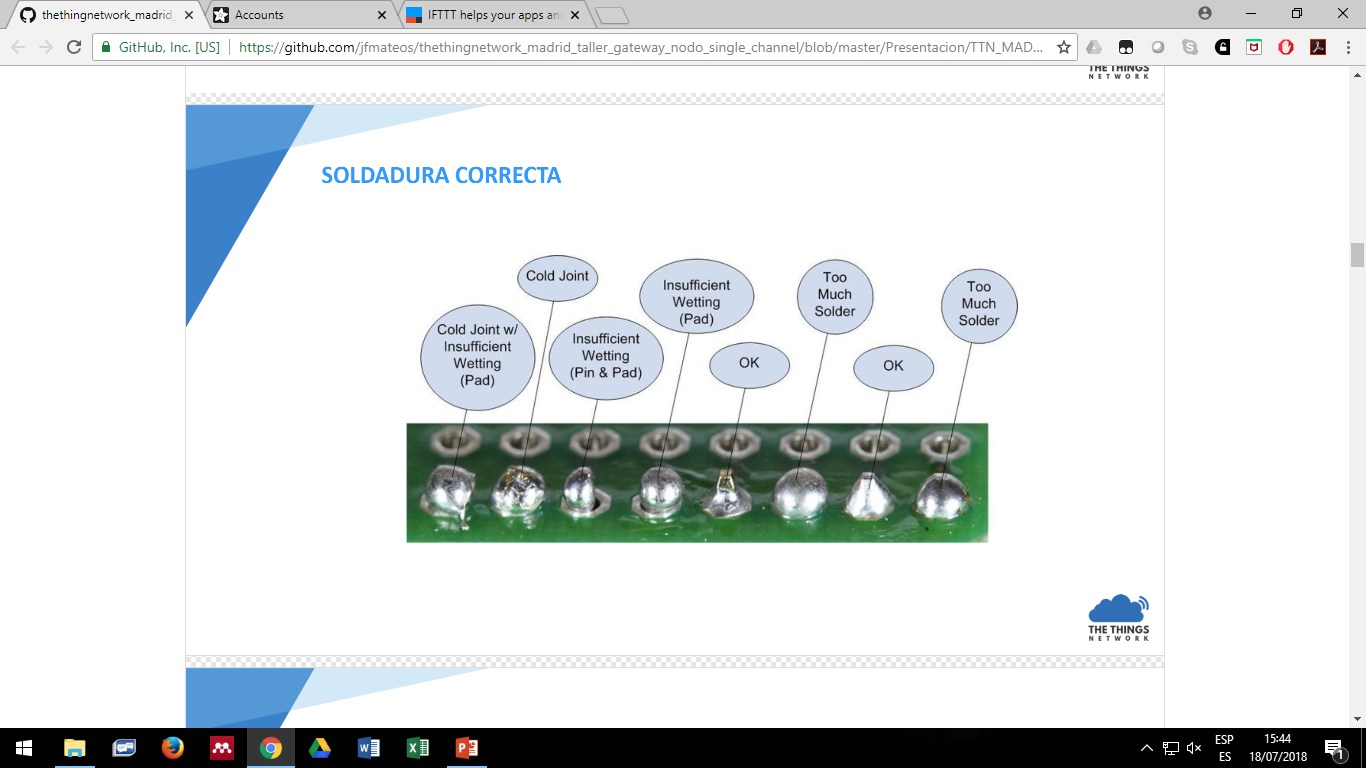 thethingnetwork_madrid_
Accounts
IFTTT helps your apps an
GitHub, Inc. [US]
https://github.com/jfmateos/thethingnetwork_madrid_taller_gateway_nodo_single_channel/blob/master/Presentacion/TTN_MAD...
THE THINGS
NETWORK
SOLDADURA CORRECTA
Cold Joint w/
Insufficient
Wetting
(Pad)
Cold Joint
Insufficient
Wetting
(Pin & Pad)
Insufficient
Wetting
(Pad)
OK
Too
Much
Solder
OK
Too
Much
Solder
THE THINGS
NETWORK
ESP
ES
15:44
18/07/2018
1